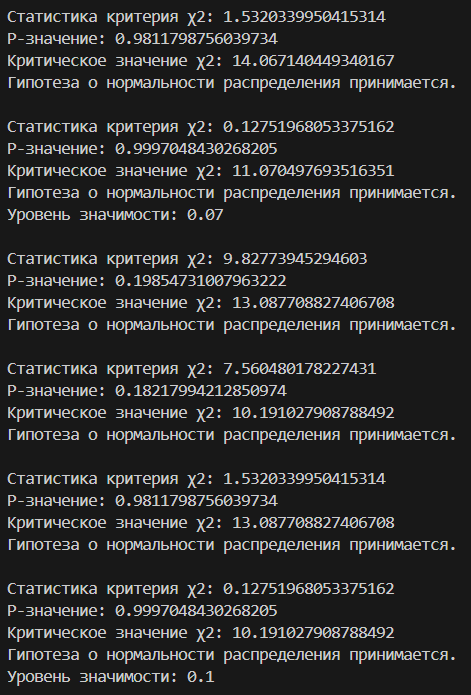 Статистика критерия χ2: 1.5320339950415314
P-значение: 0.9811798756039734
Критическое значение χ2: 14.067140449340167
Гипотеза о нормальности распределения принимается.
Статистика критерия χ2: 0.12751968053375162
P-значение: 0.9997048430268205
Критическое значение χ2: 11.070497693516351
Гипотеза о нормальности распределения принимается.
Уровень значимости: 0.07
Статистика критерия χ2: 9.82773945294603
P-значение: 0.19854731007963222
Критическое значение χ2: 13.087708827406708
Гипотеза о нормальности распределения принимается.
Статистика критерия χ2: 7.560480178227431
P-значение: 0.18217994212850974
Критическое значение χ2: 10.191027908788492
Гипотеза о нормальности распределения принимается.
Статистика критерия χ2: 1.5320339950415314
P-значение: 0.9811798756039734
Критическое значение χ2: 13.087708827406708
Гипотеза о нормальности распределения принимается.
Статистика критерия χ2: 0.12751968053375162
P-значение: 0.9997048430268205
Критическое значение χ2: 10.191027908788492
Гипотеза о нормальности распределения принимается.
Уровень значимости: 0.1